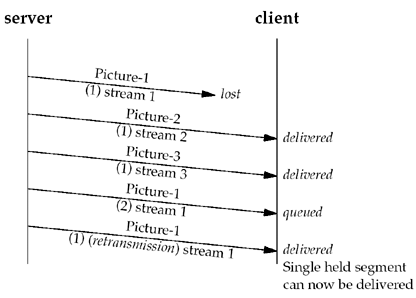 server
client
Picture-1
(1) stream 1
lost
Picture-2
(1) stream 2
delivered
Picture-3
(1) stream 3
delivered
Picture-1
(2) stream 1
queued
Picture-1
(1) (retransmission) stream 1
delivered
Single held segment
can now be delivered